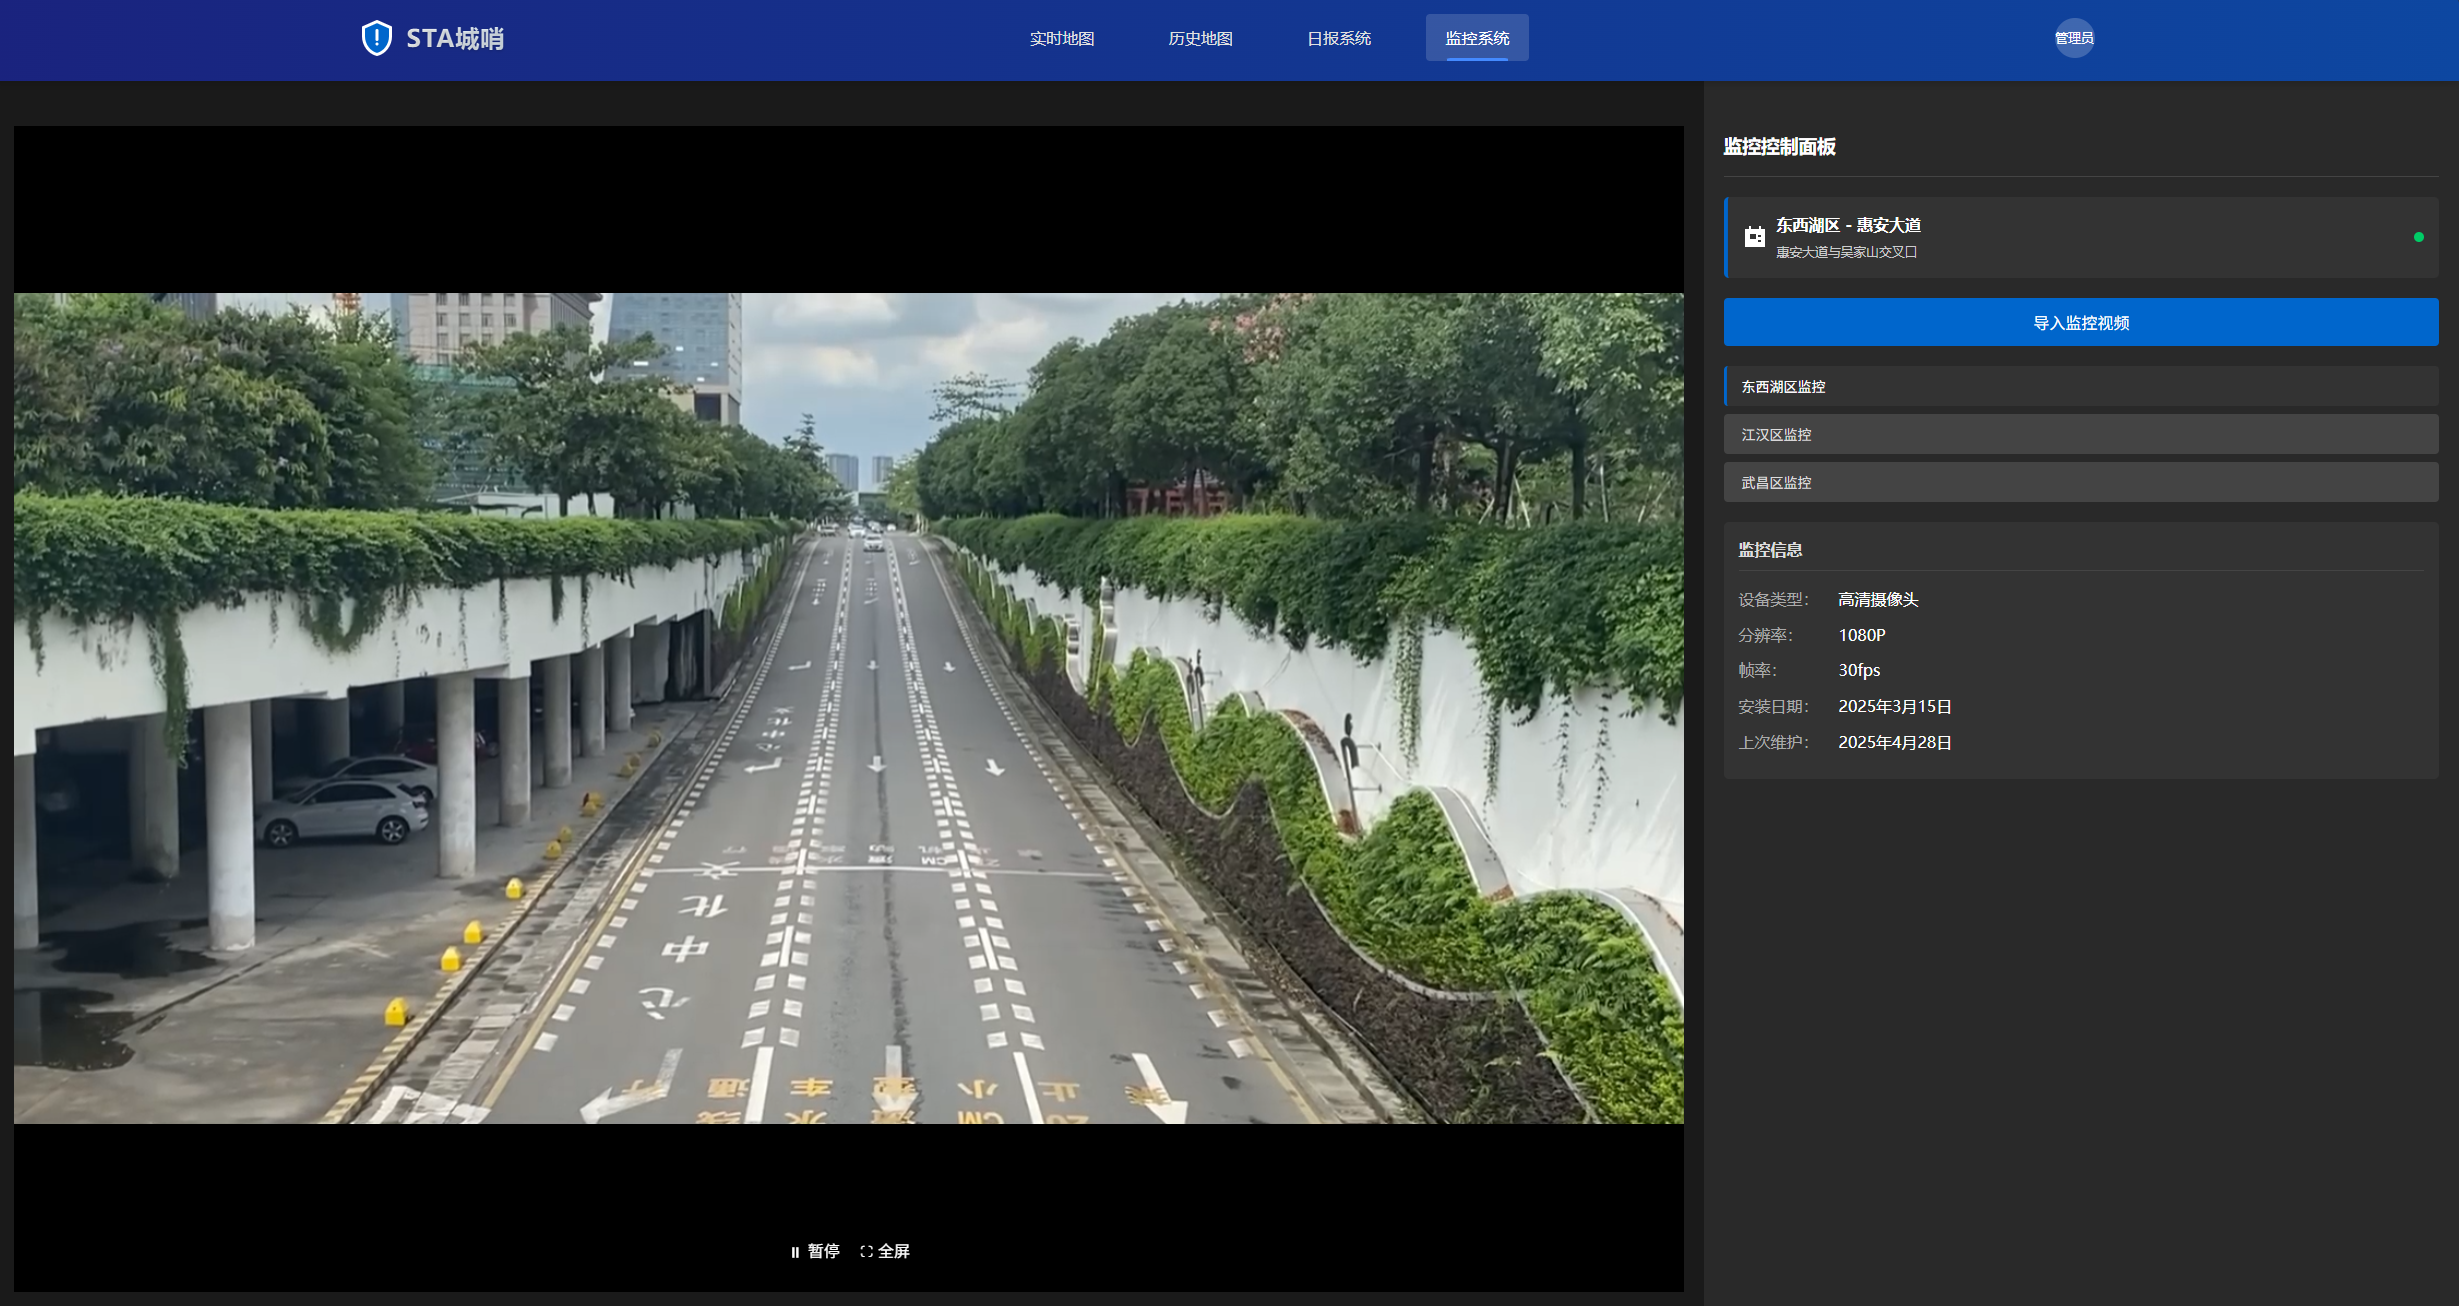 STA城哨
实时地图
历史地图
日报系统
监控系统
管理员
监控控制面板
东西湖区 - 惠安大道
惠安大道与吴家山交叉口
导入监控视频
东西湖区监控
江汉区监控
武昌区监控
监控信息
设备类型： 高清摄像头
分辨率： 1080P
帧率： 30fps
安装日期： 2025年3月15日
上次维护： 2025年4月28日
中
心
暂停
全屏